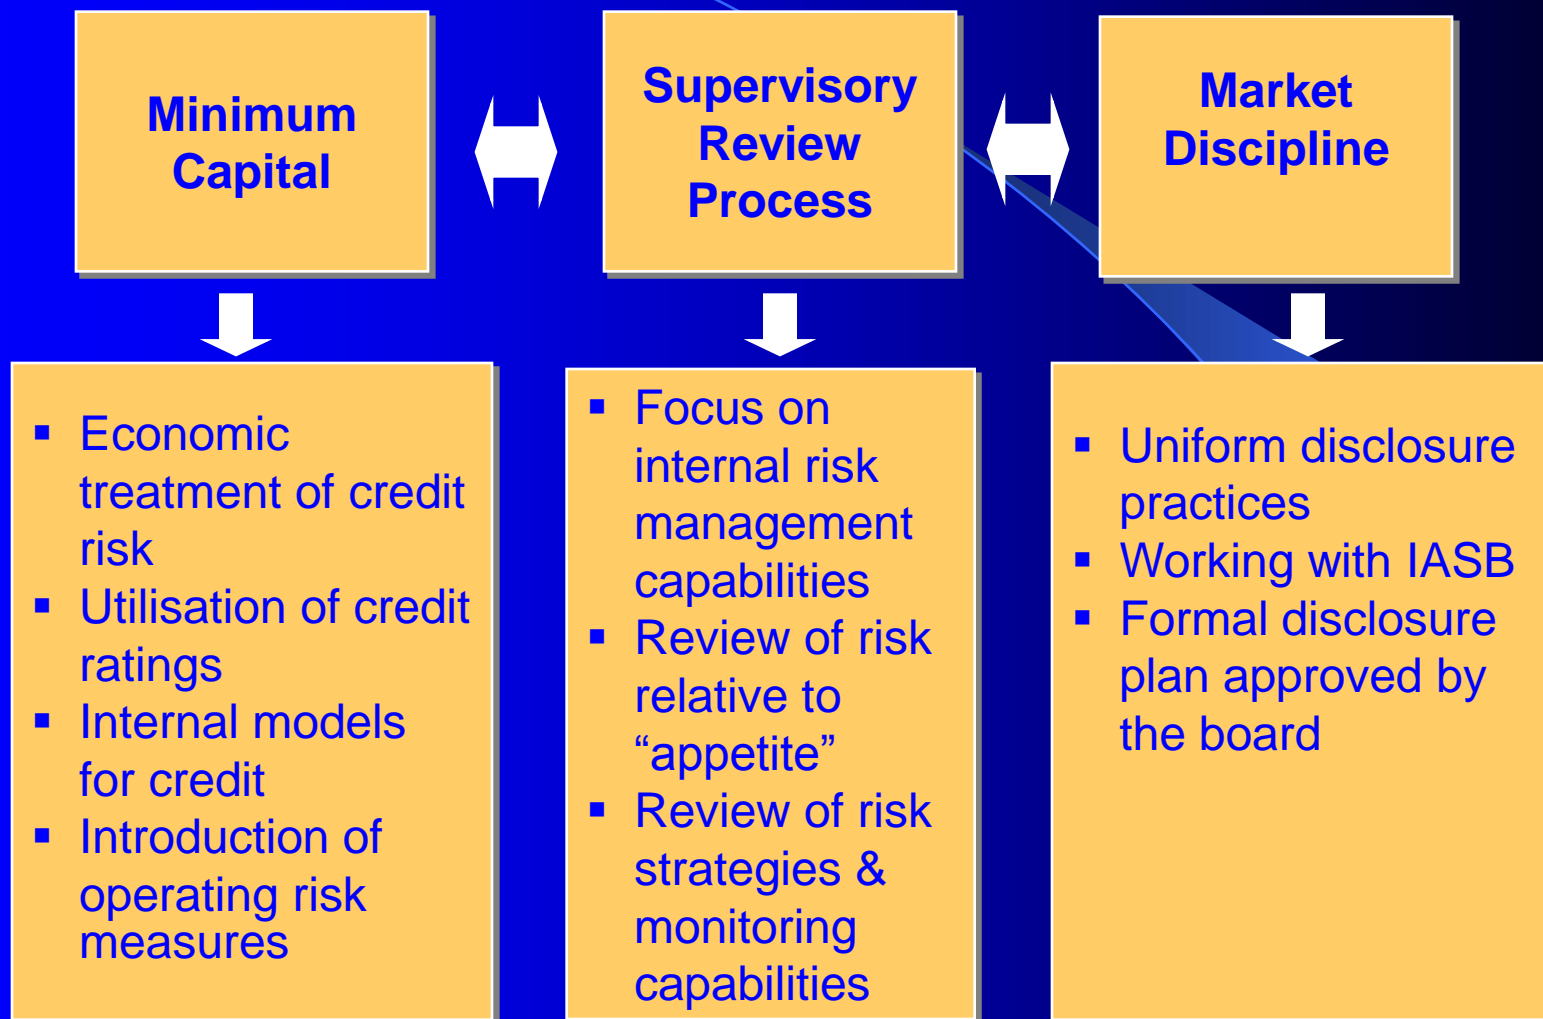 Minimum
Capital
Supervisory
Review
Process
Market
Discipline
▪ Economic
treatment of credit
risk
▪ Utilisation of credit
ratings
▪ Internal models
for credit
▪ Introduction of
operating risk
measures
▪ Focus on
internal risk
management
capabilities
▪ Review of risk
relative to
“appetite”
▪ Review of risk
strategies &
monitoring
capabilities
▪ Uniform disclosure
practices
▪ Working with IASB
▪ Formal disclosure
plan approved by
the board